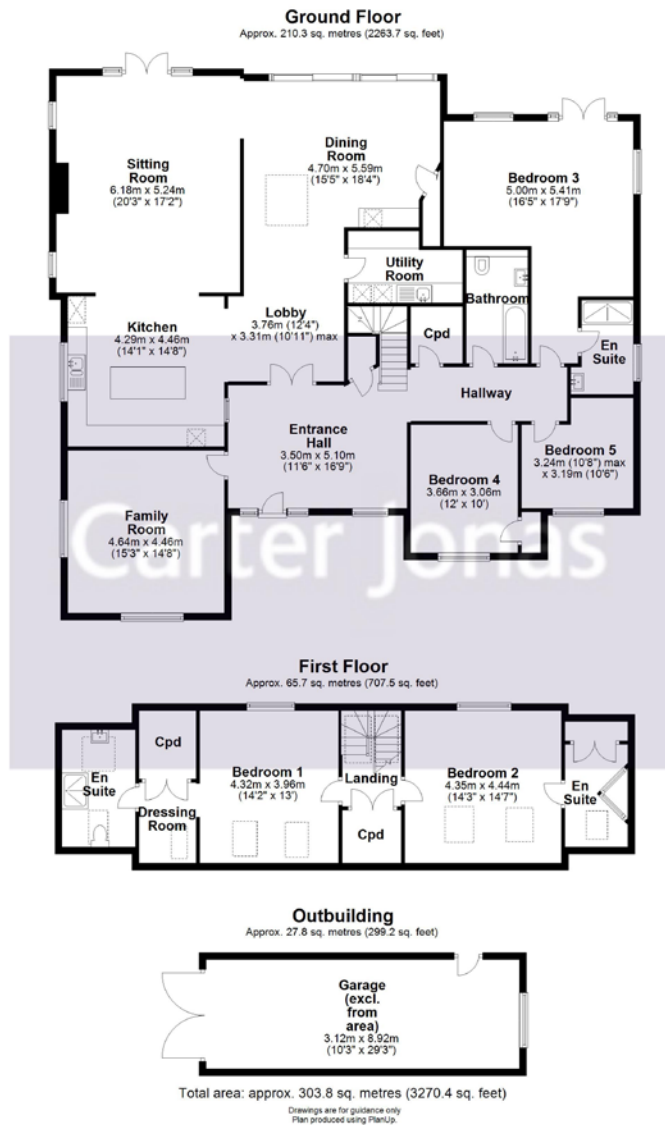 Ground Floor
Approx. 210.3 sq. metres (2263.7 sq. feet)
Sitting
Room
6.18m x 5.24m
(20'3" x 17'2")
Dining
Room
4.70m x 5.59m
(15'5" x 18'4")
Bedroom 3
5.00m x 5.41m
(16'5" x 17'9")
Utility
Room
Bathroom
Kitchen
4.29m x 4.46m
(14'1" x 14'8")
Lobby
3.76m (12'4")
x 3.31m (10'11") max
Cpd
En
Suite
Hallway
Entrance
Hall
3.50m x 5.10m
(11'6" x 16'9")
Bedroom 4
3.66m x 3.06m
(12' x 10')
Bedroom 5
3.24m (10'8") max
x 3.19m (10'6")
Family
Room
4.64m x 4.46m
(15'3" x 14'8")
Carter Jonas
First Floor
Approx. 65.7 sq. metres (707.5 sq. feet)
En
Suite
Cpd
Dressing
Room
Bedroom 1
4.32m x 3.96m
(14'2" x 13')
Landing
Cpd
Bedroom 2
4.35m x 4.44m
(14'3" x 14'7")
En
Suite
Outbuilding
Approx. 27.8 sq. metres (299.2 sq. feet)
Garage
(excl.
from
area)
3.12m x 8.92m
(10'3" x 29'3")
Total area: approx. 303.8 sq. metres (3270.4 sq. feet)
Drawings are for guidance only
Plan produced using PlanUp.